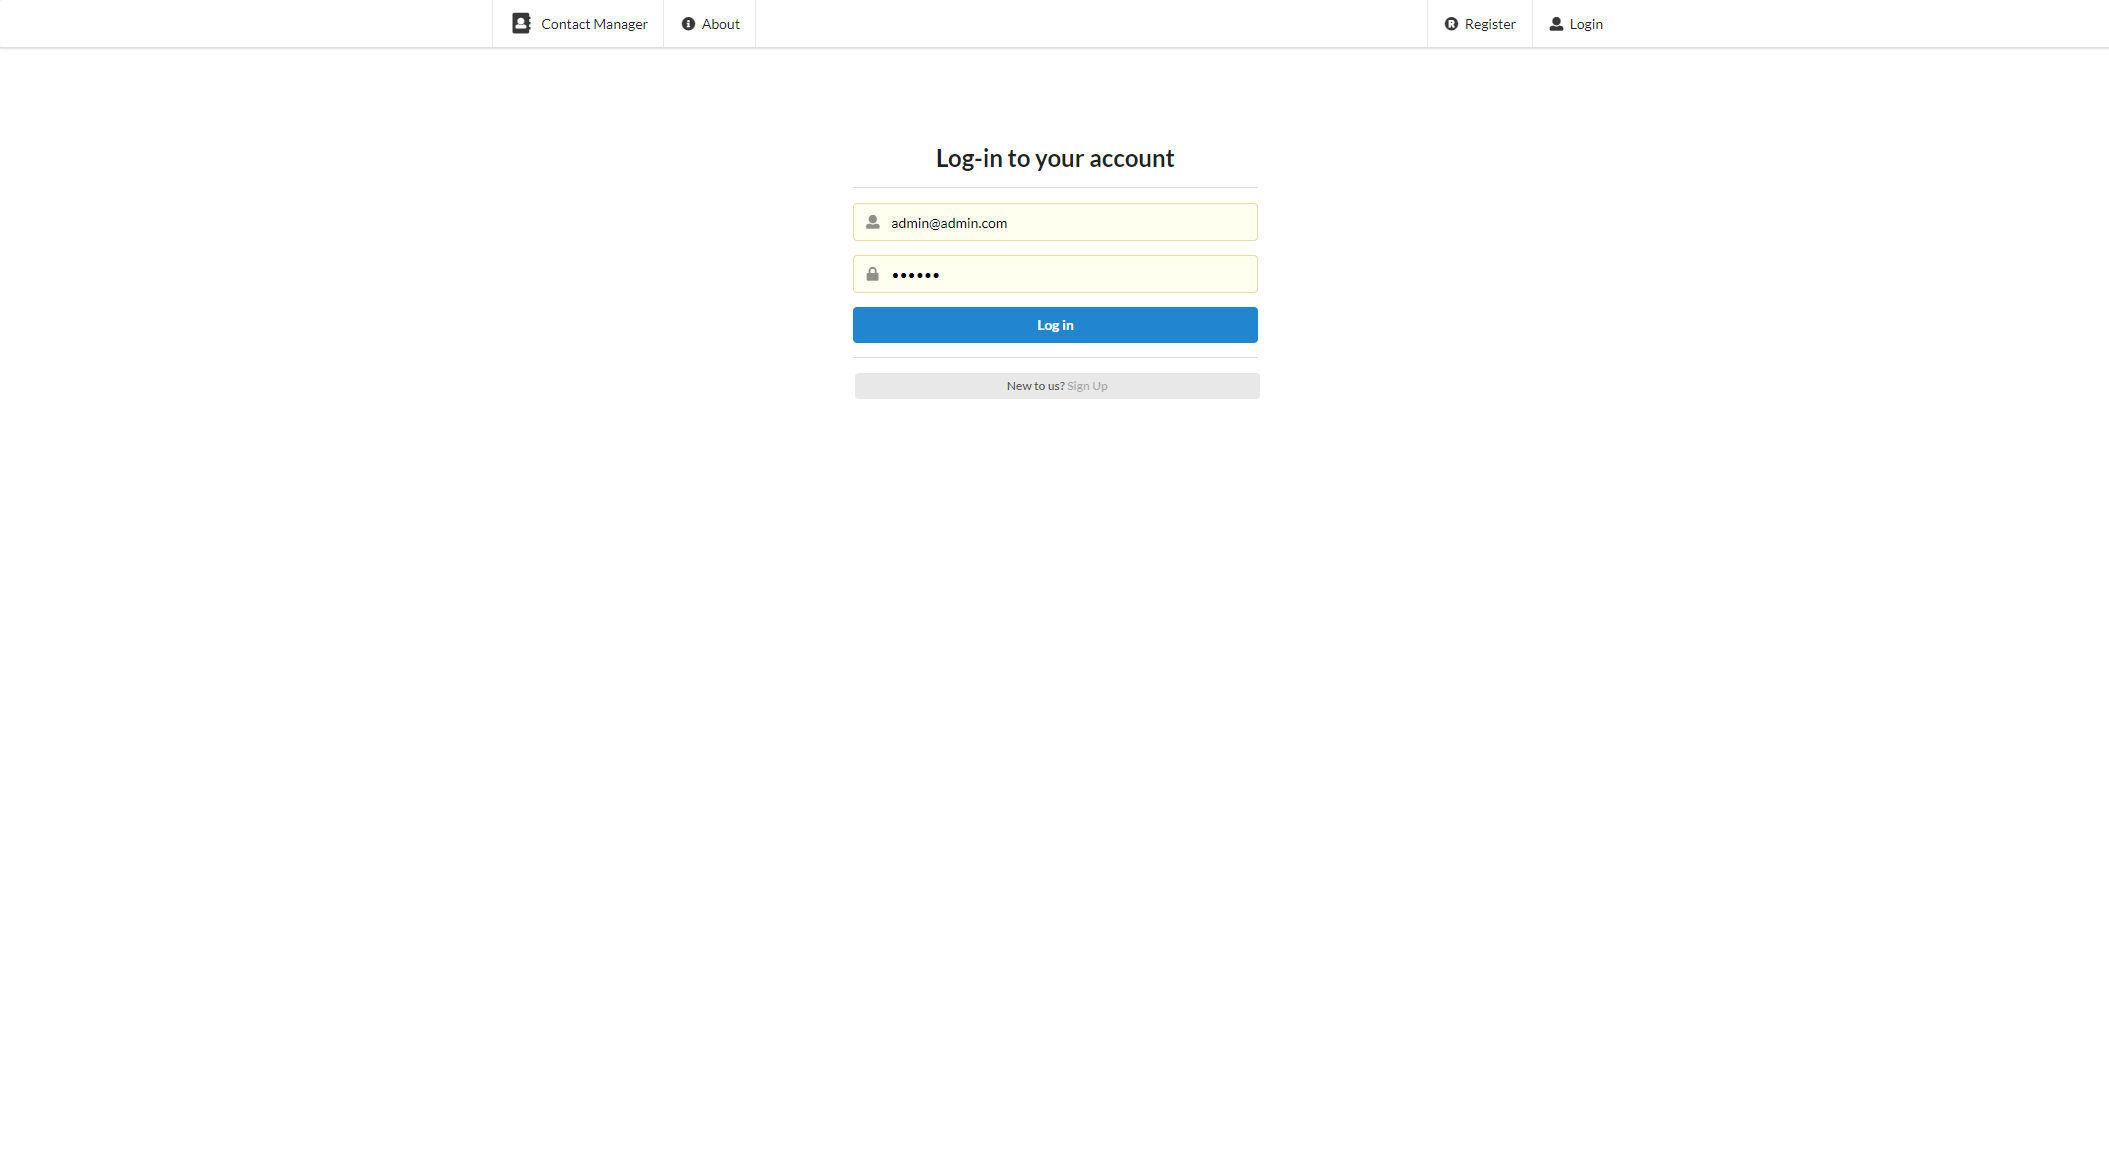 Contact Manager About Register Login
Log-in to your account
admin@admin.com
••••••
Log in
New to us? Sign Up